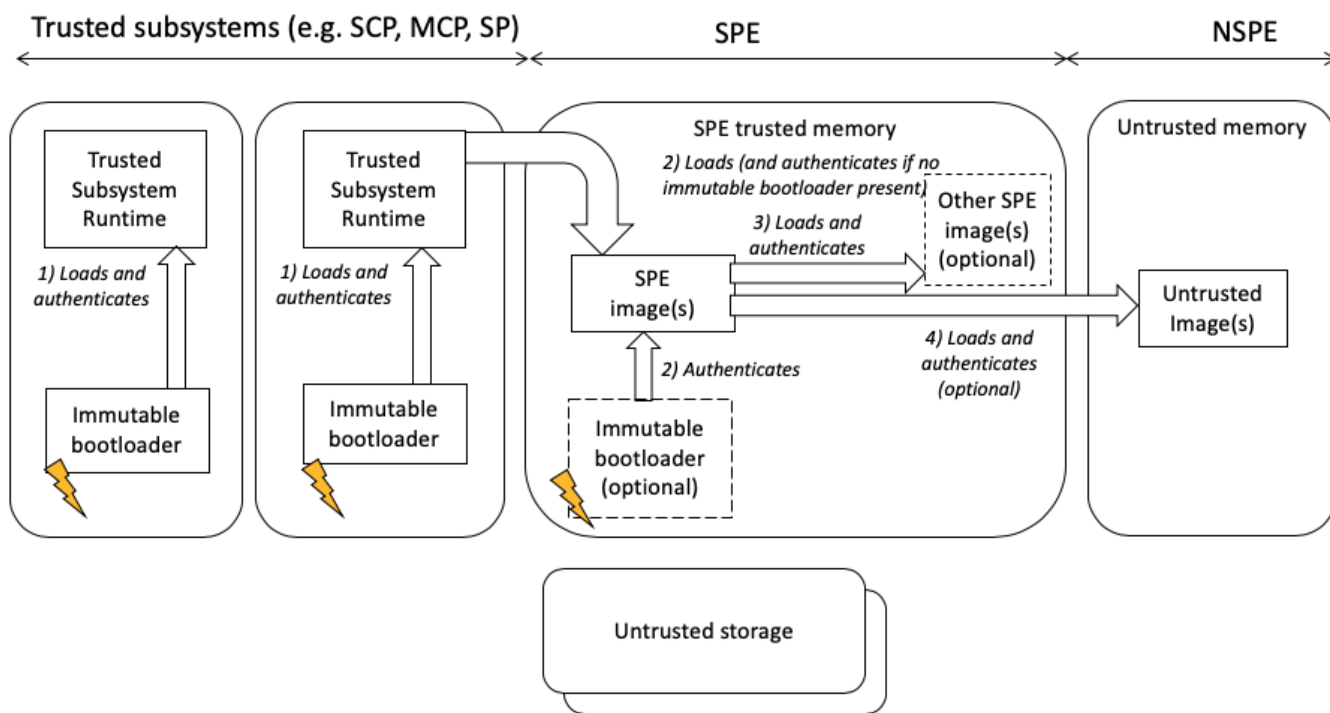 Trusted subsystems (e.g. SCP, MCP, SP)
SPE
NSPE
Trusted
Subsystem
Runtime
1) Loads and
authenticates
Immutable
bootloader
Trusted
Subsystem
Runtime
1) Loads and
authenticates
Immutable
bootloader
SPE trusted memory
2) Loads (and authenticates if no
immutable bootloader present)
3) Loads and
authenticates
Other SPE
image(s)
(optional)
SPE
image(s)
2) Authenticates
Immutable
bootloader
(optional)
4) Loads and
authenticates
(optional)
Untrusted memory
Untrusted
Image(s)
Untrusted storage